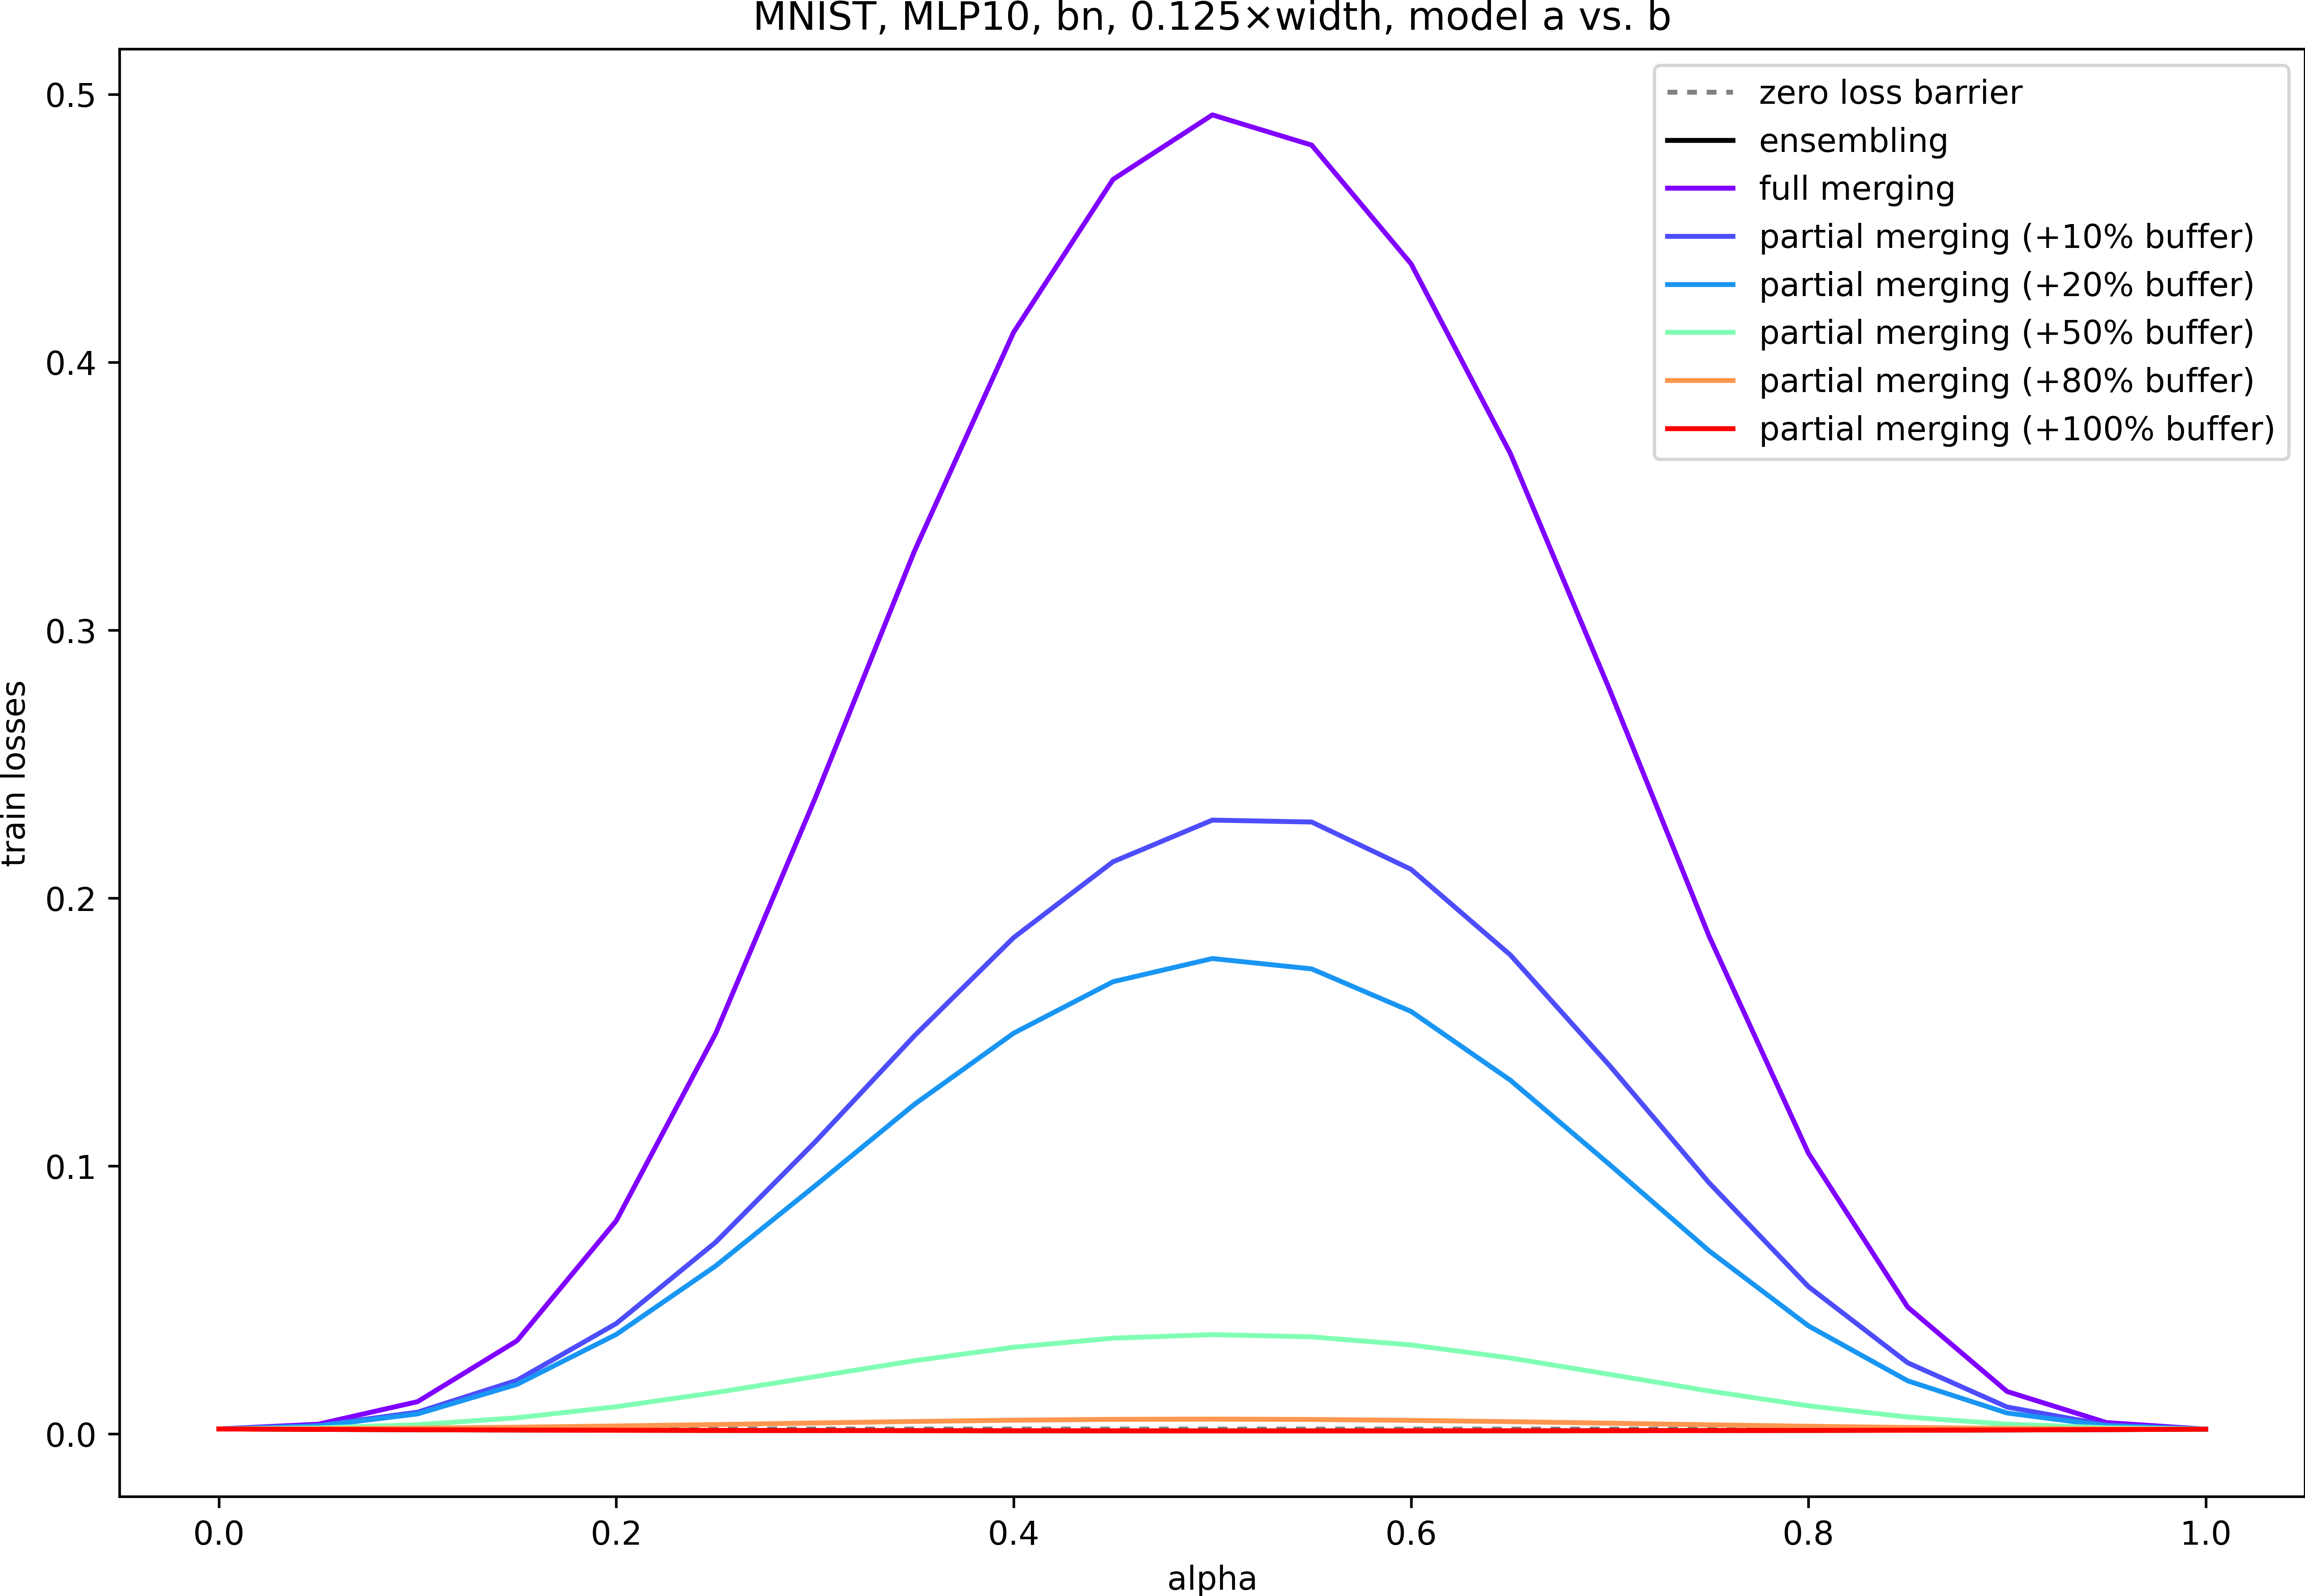 MNIST, MLP10, bn, 0.125×width, model a vs. b
zero loss barrier
ensembling
full merging
partial merging (+10% buffer)
partial merging (+20% buffer)
partial merging (+50% buffer)
partial merging (+80% buffer)
partial merging (+100% buffer)
train losses
0.5
0.4
0.3
0.2
0.1
0.0
0.0 0.2 0.4 0.6 0.8 1.0
alpha